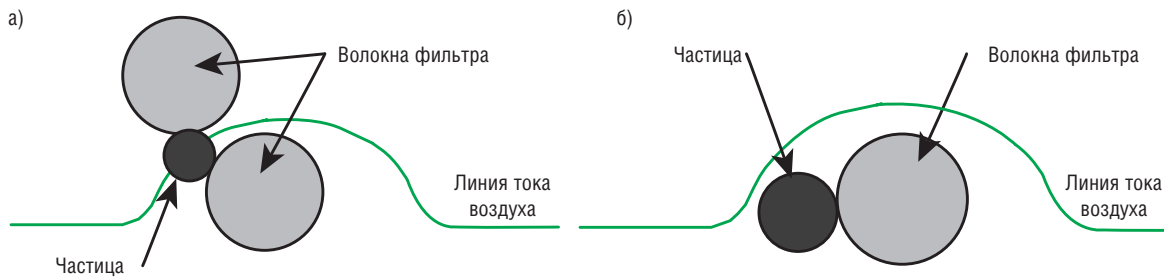 а)
Волокна фильтра
Линия тока
воздуха
Частица
б)
Частица
Волокна фильтра
Линия тока
воздуха